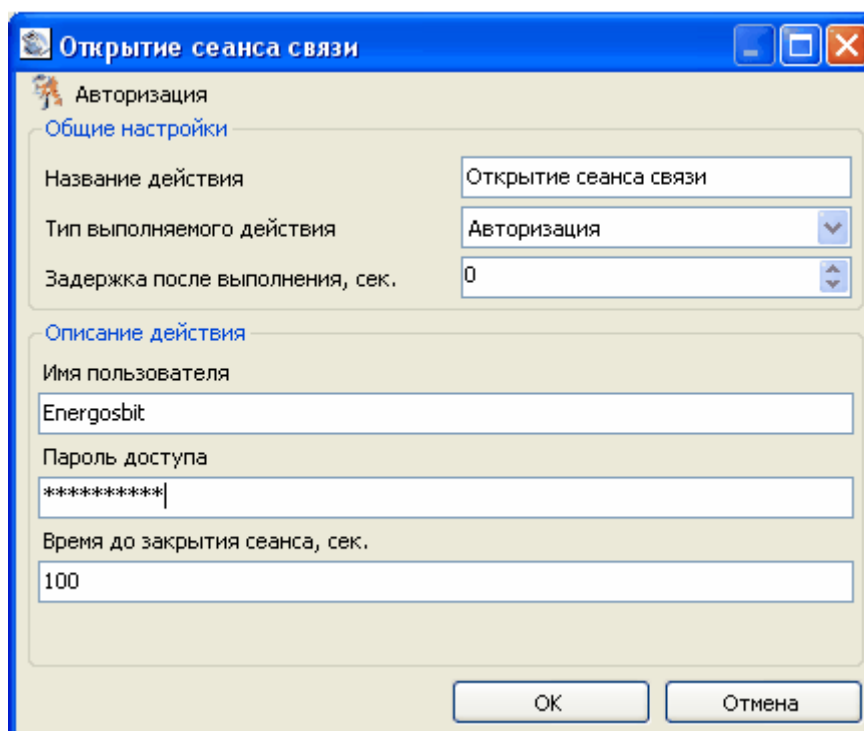 Открытие сеанса связи
Авторизация
Общие настройки
Название действия
Открытие сеанса связи
Тип выполняемого действия
Авторизация
Задержка после выполнения, сек.
0
Описание действия
Имя пользователя
Energosbit
Пароль доступа
**********
Время до закрытия сеанса, сек.
100
OK
Отмена